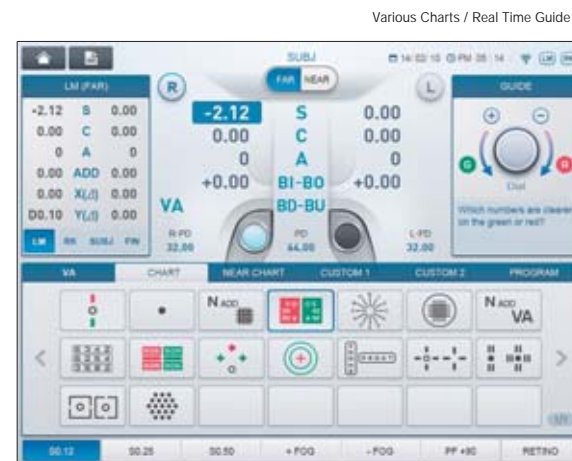 Various Charts / Real Time Guide
SUBJ
LM (FAR)
R
FAR NEAR
L
GUIDE
-2.12 S 0.00
0.00 C 0.00
0 A 0
0.00 ADD 0.00
0.00 X(⊿) 0.00
D0.10 Y(⊿) 0.00
LM RK SUBJ FIN
-2.12 S 0.00
0.00 C 0.00
0 A 0
+0.00 BI-BO +0.00
VA BD-BU
R-PD PD L-PD
32.00 64.00 32.00
G R
Dial
Which numbers are clearer
on the green or red?
VA CHART NEAR CHART CUSTOM 1 CUSTOM 2 PROGRAM
N ADD
N ADD VA
S0.12 S0.25 S0.50 + FOG - FOG PF +90 RETINO